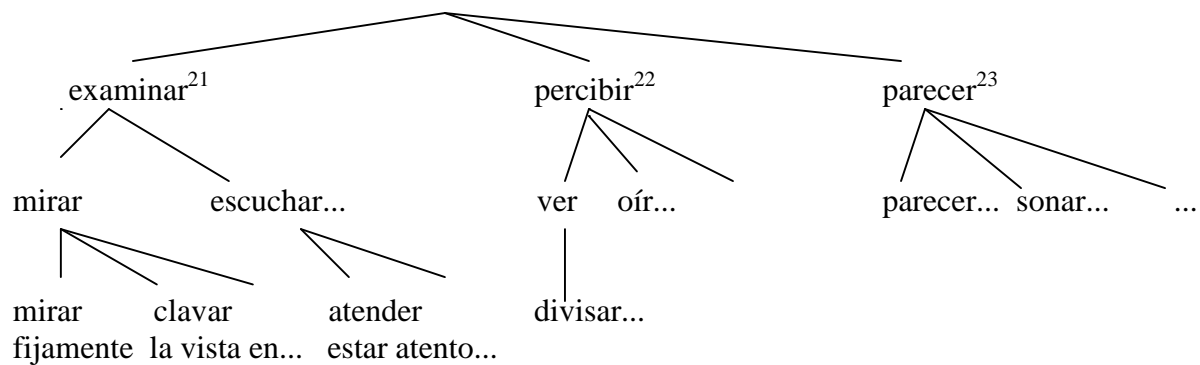 examinar21 percibir22 parecer23
mirar escuchar... ver oír... parecer... sonar... ...
mirar clavar atender divisar...
fijamente la vista en... estar atento...